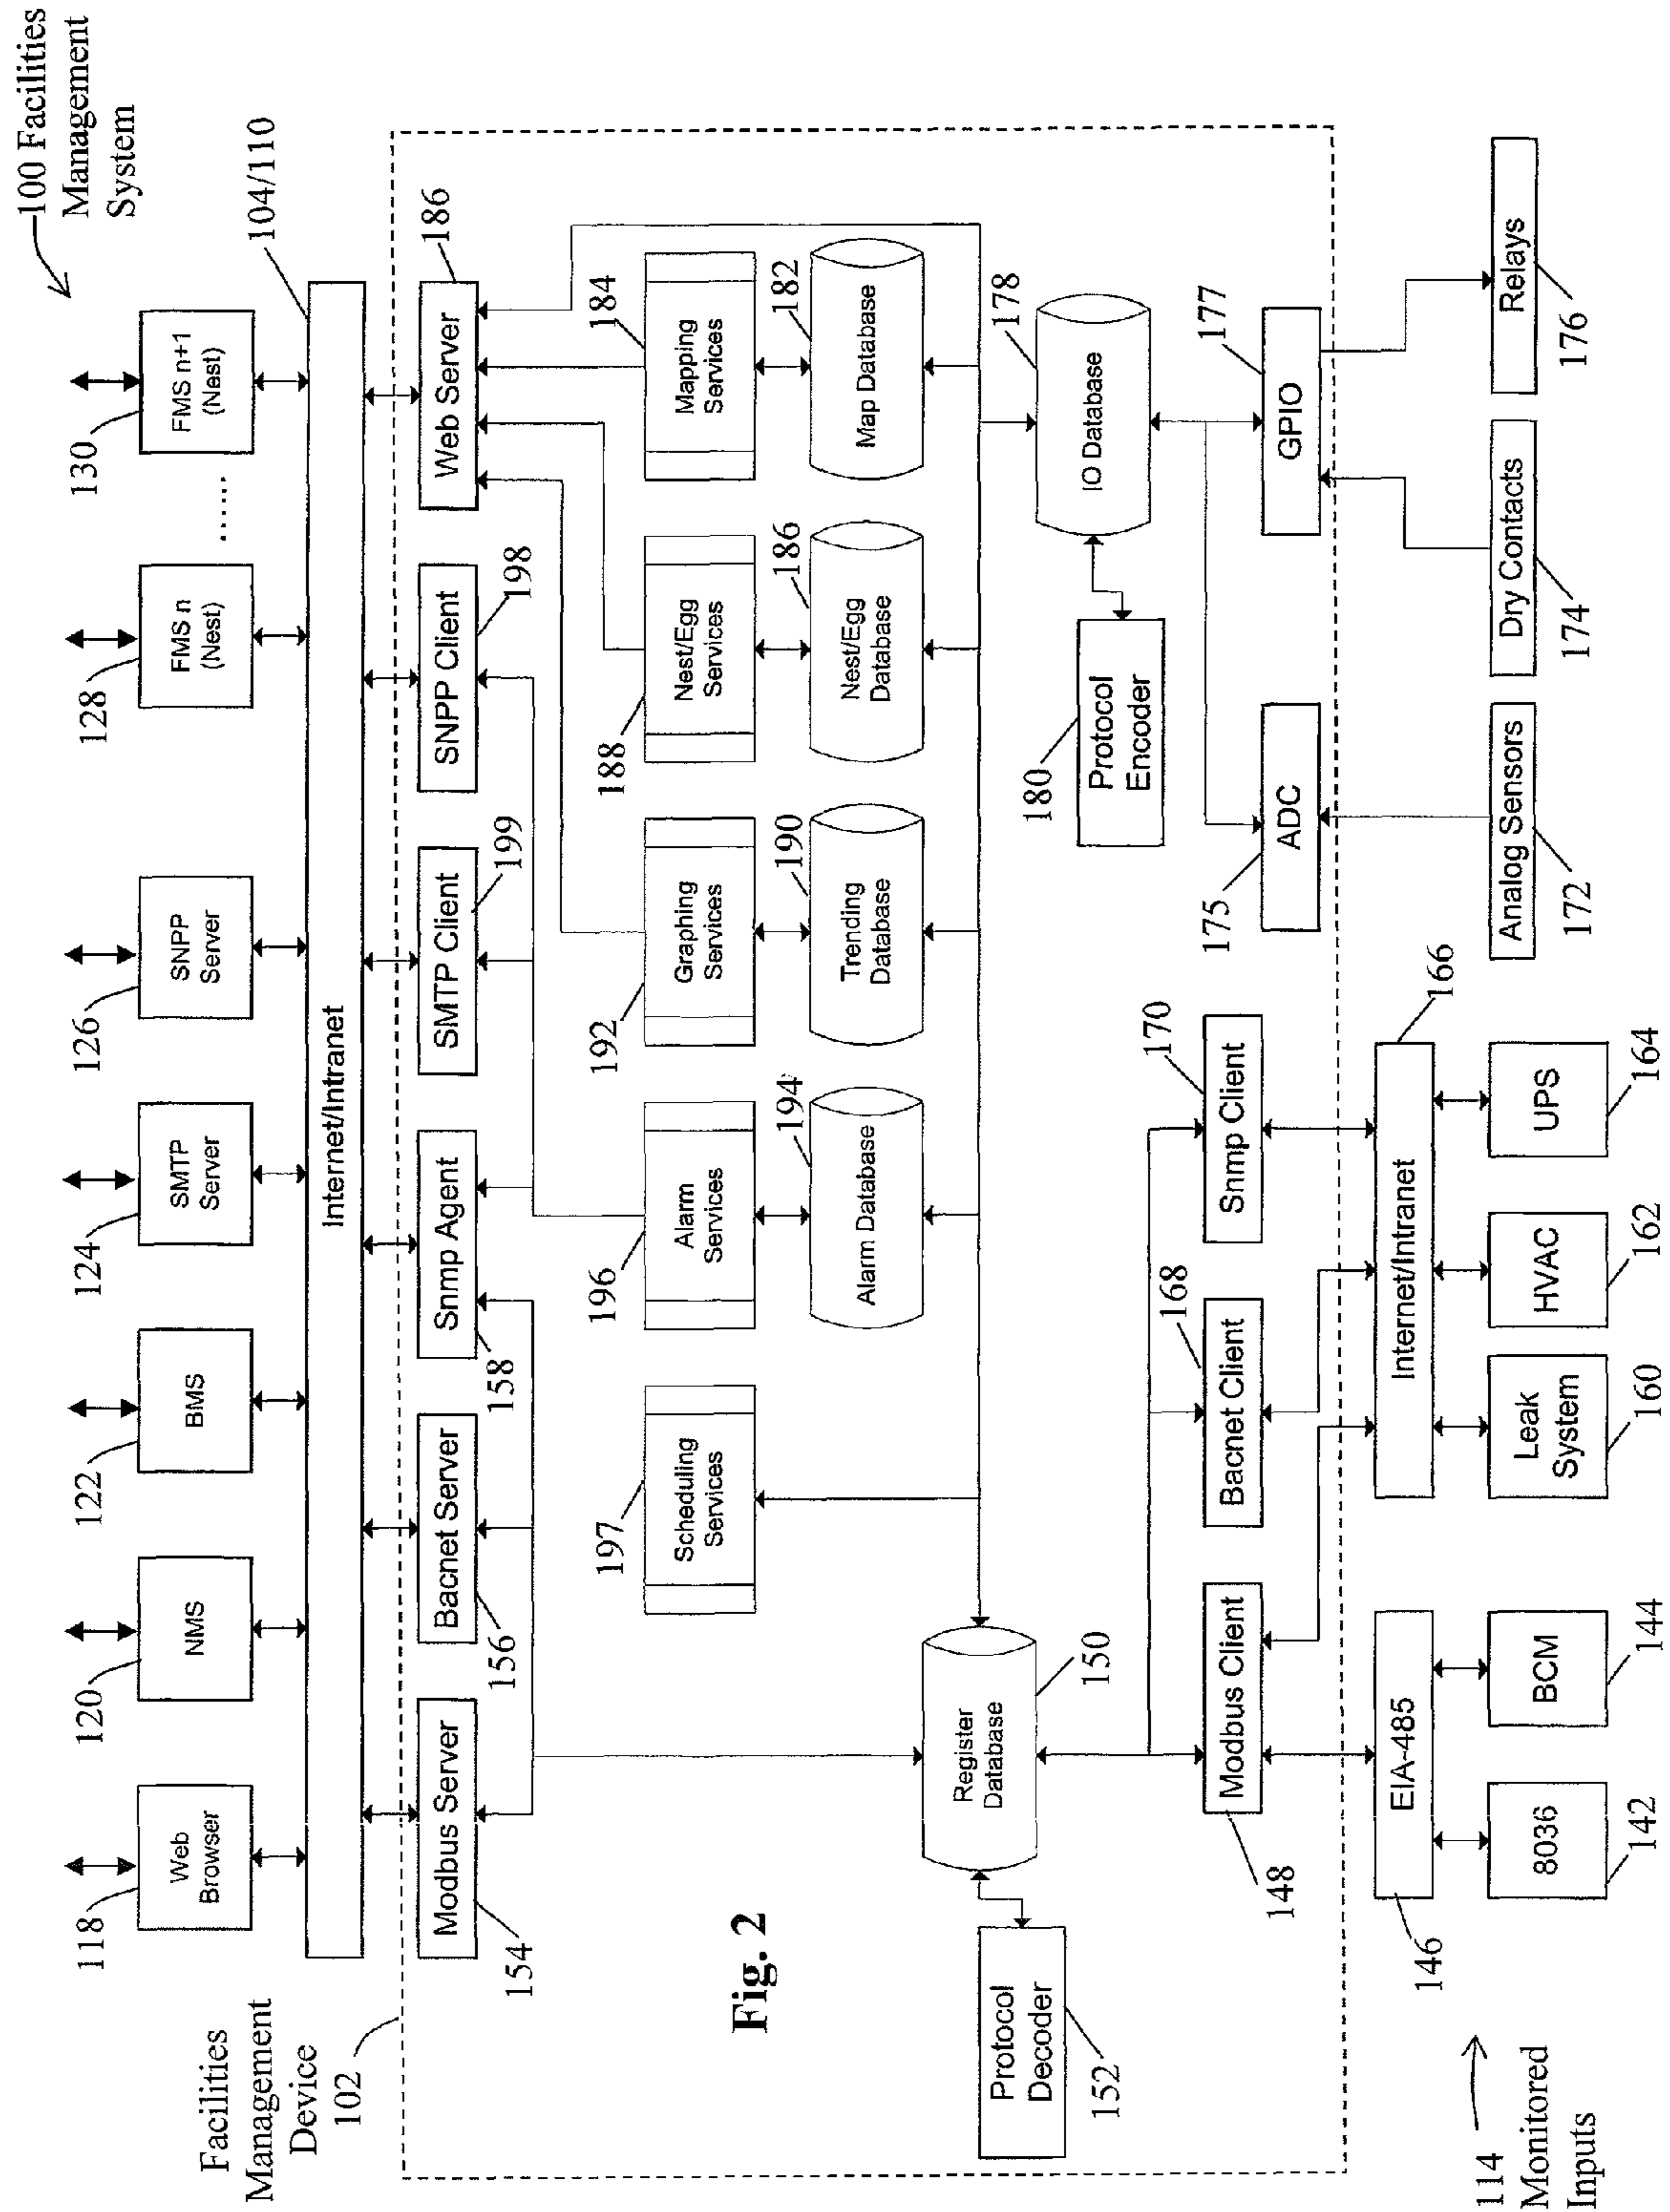 100 Facilities
Management
System
130
FMS n+1
(Nest)
......
128
FMS n
(Nest)
126
SNPP
Server
124
SMTP
Server
122
BMS
120
NMS
118
Web
Browser
104/110
Internet/Intranet
Facilities
Management
Device
102
186
Web Server
198
SNPP Client
199
SMTP Client
Snmp Agent
158
Bacnet Server
156
Modbus Server
154
184
Mapping
Services
188
Nest/Egg
Services
192
Graphing
Services
196
Alarm
Services
197
Scheduling
Services
182
Map Database
186
Nest/Egg
Database
190
Trending
Database
194
Alarm Database
178
IO Database
180
Protocol
Encoder
150
Register
Database
Fig. 2
Protocol
Decoder
152
177
GPIO
175
ADC
170
Snmp Client
168
Bacnet Client
Modbus Client
148
166
Internet/Intranet
EIA-485
146
Relays
176
Dry Contacts
174
Analog Sensors
172
UPS
164
HVAC
162
Leak
System
160
BCM
144
8036
142
114
Monitored
Inputs